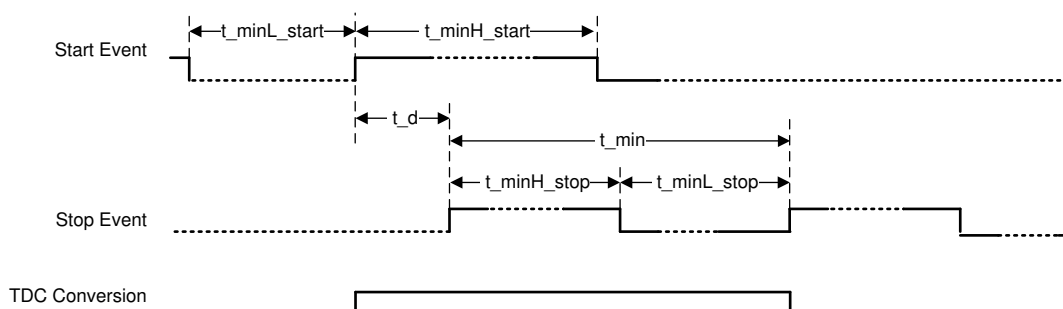 t_minL_start
t_minH_start
Start Event
t_d
t_min
t_minH_stop
t_minL_stop
Stop Event
TDC Conversion